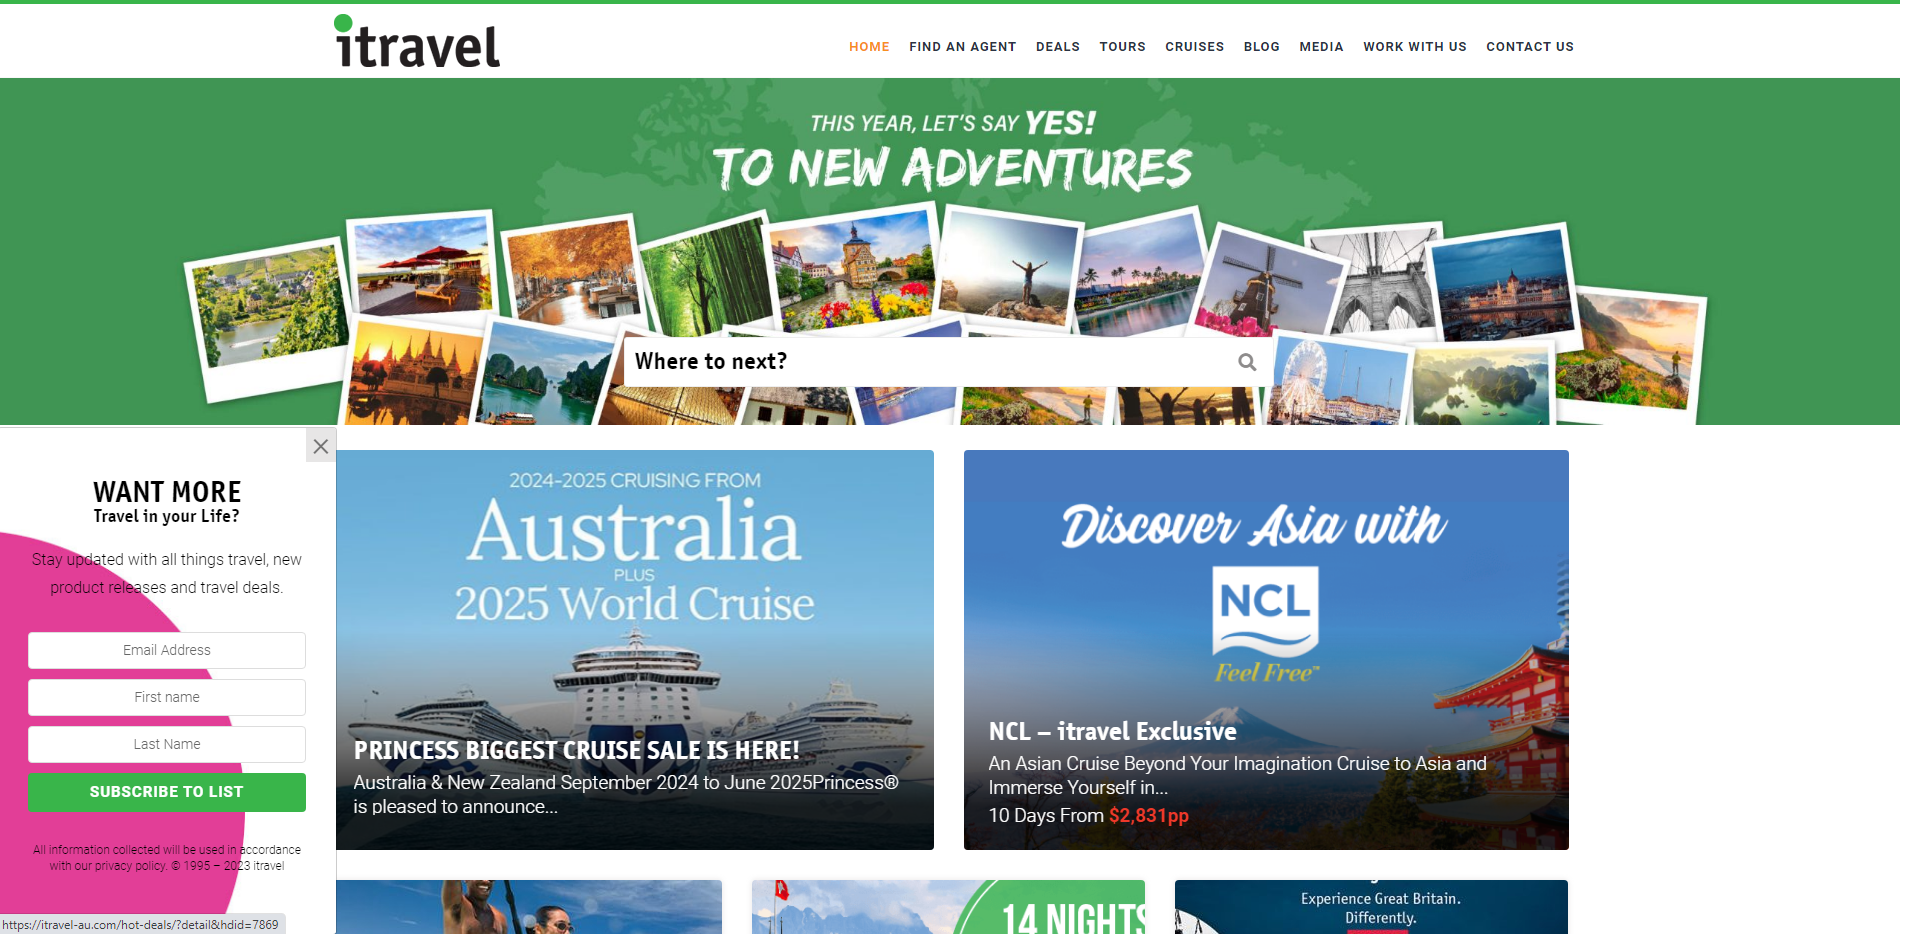 itravel
HOME FIND AN AGENT DEALS TOURS CRUISES BLOG MEDIA WORK WITH US CONTACT US
THIS YEAR, LET'S SAY YES!
TO NEW ADVENTURES
Where to next?
WANT MORE
Travel in your Life?
Stay updated with all things travel, new
product releases and travel deals.
Email Address
First name
Last Name
SUBSCRIBE TO LIST
All information collected will be used in accordance
with our privacy policy. © 1995 – 2023 itravel
https://itravel-au.com/hot-deals/?detail&hdid=7869
2024-2025 CRUISING FROM
Australia
PLUS
2025 World Cruise
PRINCESS BIGGEST CRUISE SALE IS HERE!
Australia & New Zealand September 2024 to June 2025Princess®
is pleased to announce...
Discover Asia with
NCL
Feel Free™
NCL – itravel Exclusive
An Asian Cruise Beyond Your Imagination Cruise to Asia and
Immerse Yourself in...
10 Days From $2,831pp
14 NIGHTS
Experience Great Britain.
Differently.